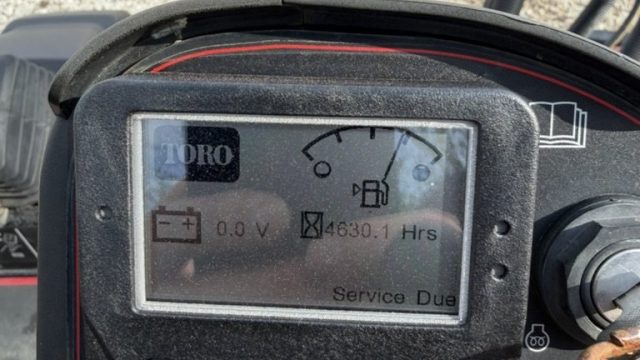 TORO
0.0 V
4630.1 Hrs
Service Due